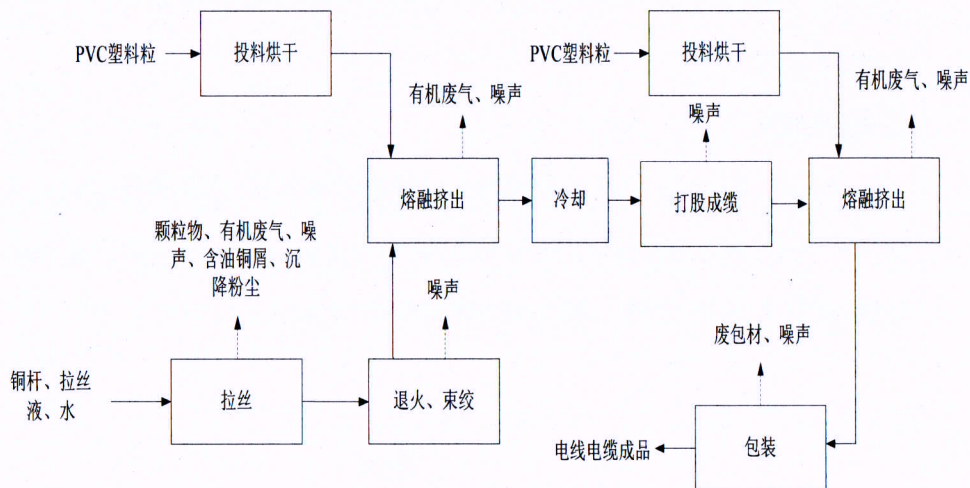 PVC塑料粒
投料烘干
PVC塑料粒
投料烘干
有机废气、噪声
噪声
有机废气、噪声
熔融挤出
冷却
打股成缆
熔融挤出
颗粒物、有机废气、噪
声、含油铜屑、沉
降粉尘
噪声
废包材、噪声
铜杆、拉丝
液、水
拉丝
退火、束绞
电线电缆成品
包装